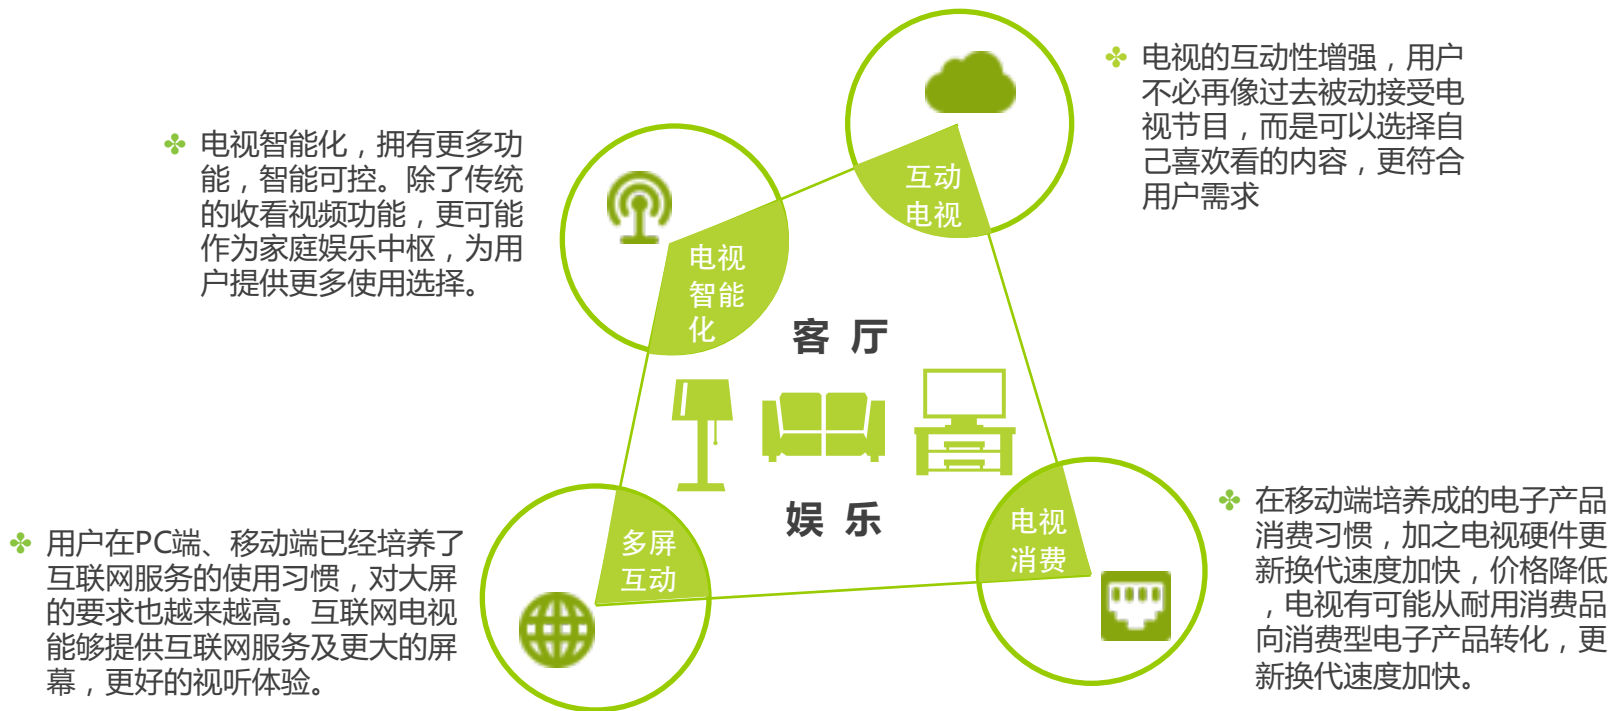 电视的互动性增强，用户
不必再像过去被动接受电
视节目，而是可以选择自
己喜欢看的内容，更符合
用户需求
电视智能化，拥有更多功
能，智能可控。除了传统
的收看视频功能，更可能
作为家庭娱乐中枢，为用
户提供更多使用选择。
互动
电视
电视
智能
化
客 厅
娱 乐
多屏
互动
电视
消费
用户在PC端、移动端已经培养了
互联网服务的使用习惯，对大屏
的要求也越来越高。互联网电视
能够提供互联网服务及更大的屏
幕，更好的视听体验。
在移动端培养成的电子产品
消费习惯，加之电视硬件更
新换代速度加快，价格降低
，电视有可能从耐用消费品
向消费型电子产品转化，更
新换代速度加快。